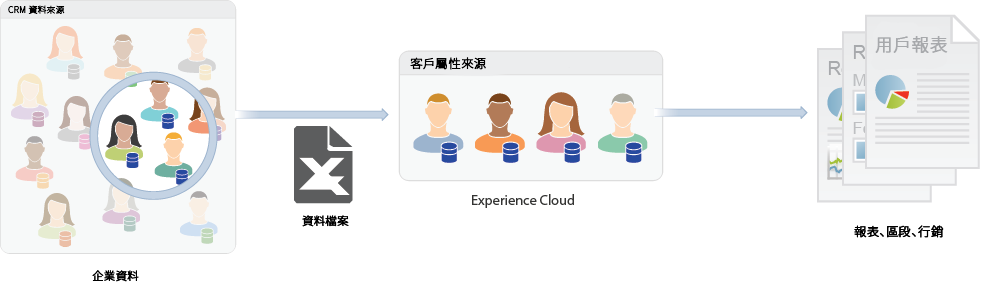 CRM 資料來源
企業資料
資料檔案
客戶屬性來源
Experience Cloud
用戶報表
R
M
Fe
R
報表、區段、行銷